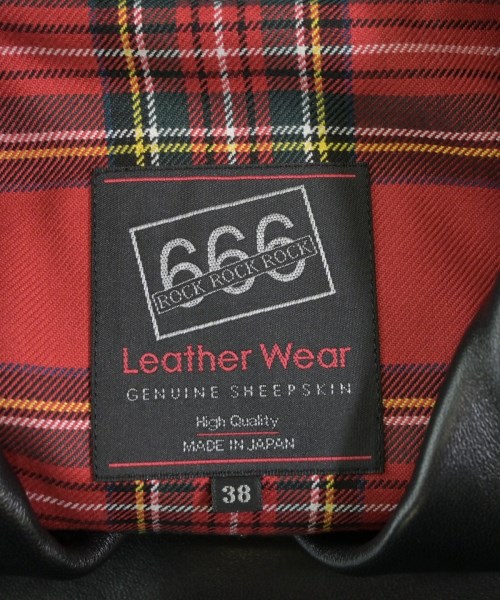 666
ROCK ROCK ROCK
Leather Wear
GENUINE SHEEPSKIN
High Quality
MADE IN JAPAN
38